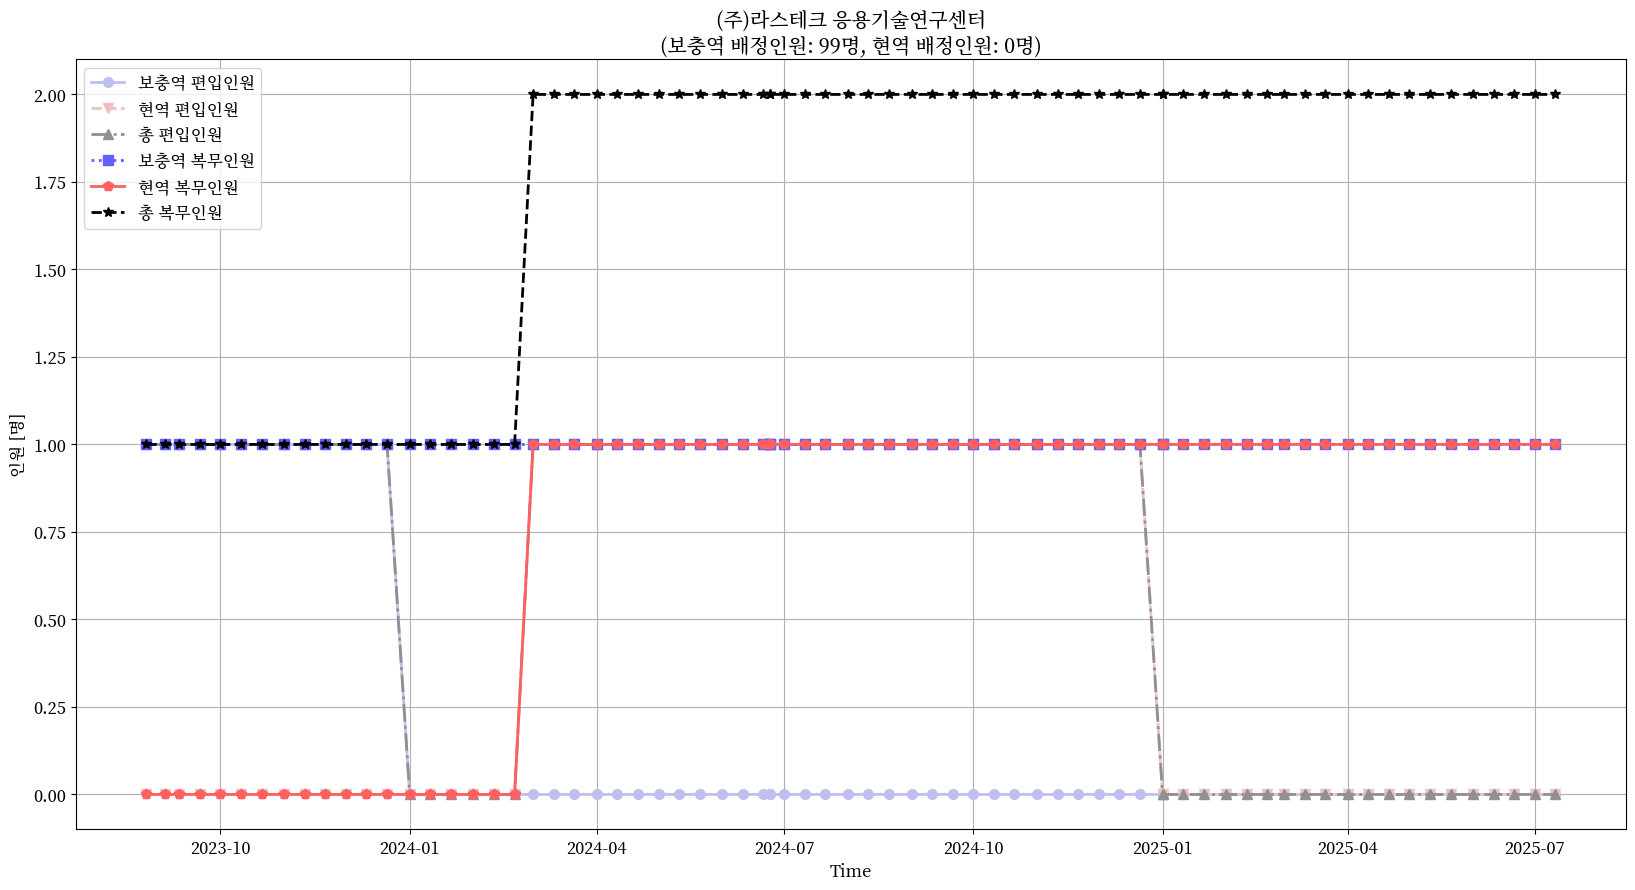 (주)라스테크 응용기술연구센터
(보충역 배정인원: 99명, 현역 배정인원: 0명)
보충역 편입인원
현역 편입인원
총 편입인원
보충역 복무인원
현역 복무인원
총 복무인원
인원 [명]
2.00
1.75
1.50
1.25
1.00
0.75
0.50
0.25
0.00
2023-10
2024-01
2024-04
2024-07
2024-10
2025-01
2025-04
2025-07
Time